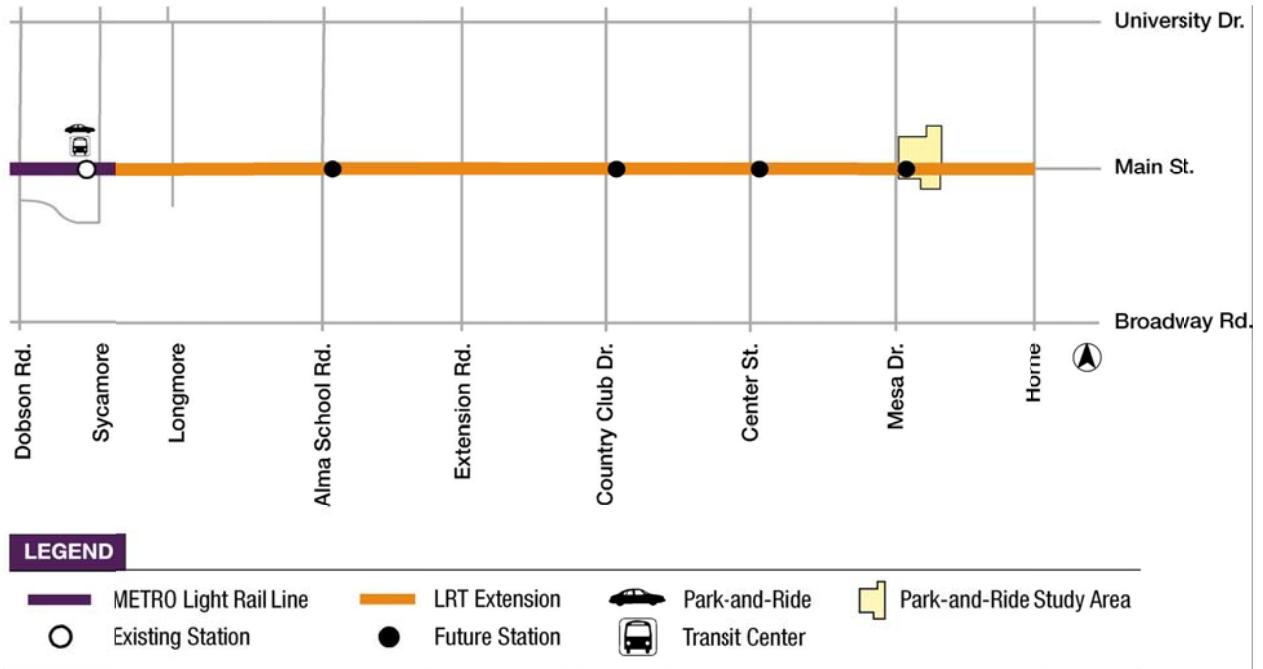 University Dr.
Main St.
Broadway Rd.
Dobson Rd.
Sycamore
Longmore
Alma School Rd.
Extension Rd.
Country Club Dr.
Center St.
Mesa Dr.
Horne
LEGEND
METRO Light Rail Line
LRT Extension
Park-and-Ride
Park-and-Ride Study Area
Existing Station
Future Station
Transit Center